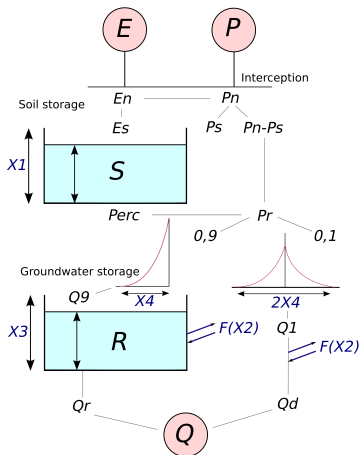 E P
Interception
En Pn
Soil storage
Es Ps Pn-Ps
X1 S
Perc Pr
0,9 0,1
Groundwater storage
Q9 X4 2X4
Q1
X3 R F(X2) F(X2)
Qr Qd
Q